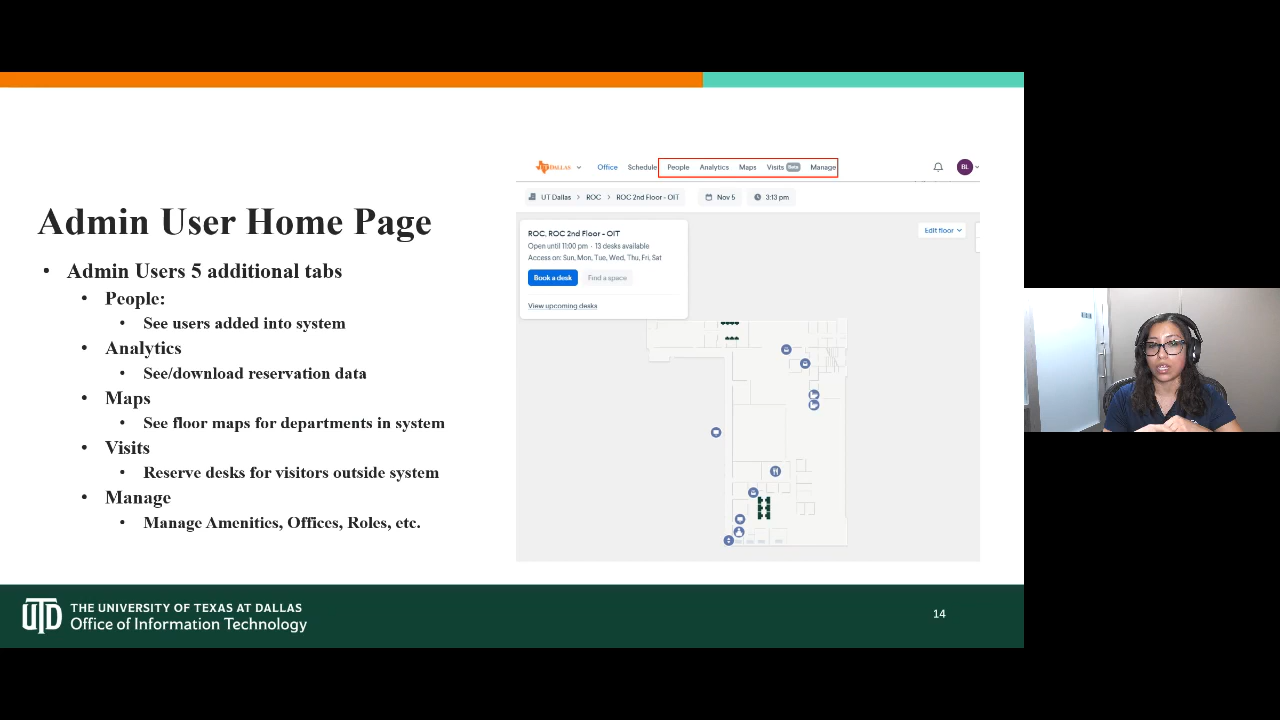 Admin User Home Page
• Admin Users 5 additional tabs
• People:
• See users added into system
• Analytics
• See/download reservation data
• Maps
• See floor maps for departments in system
• Visits
• Reserve desks for visitors outside system
• Manage
• Manage Amenities, Offices, Roles, etc.
UT DALLAS Office Schedule People Analytics Maps Visits Beta Manage BL
UT Dallas > ROC > ROC 2nd Floor - OIT Nov 5 3:13 pm
ROC, ROC 2nd Floor - OIT
Open until 11:00 pm · 13 desks available
Access on: Sun, Mon, Tue, Wed, Thu, Fri, Sat
Book a desk Find a space
View upcoming desks
Edit floor
UTD THE UNIVERSITY OF TEXAS AT DALLAS
Office of Information Technology
14